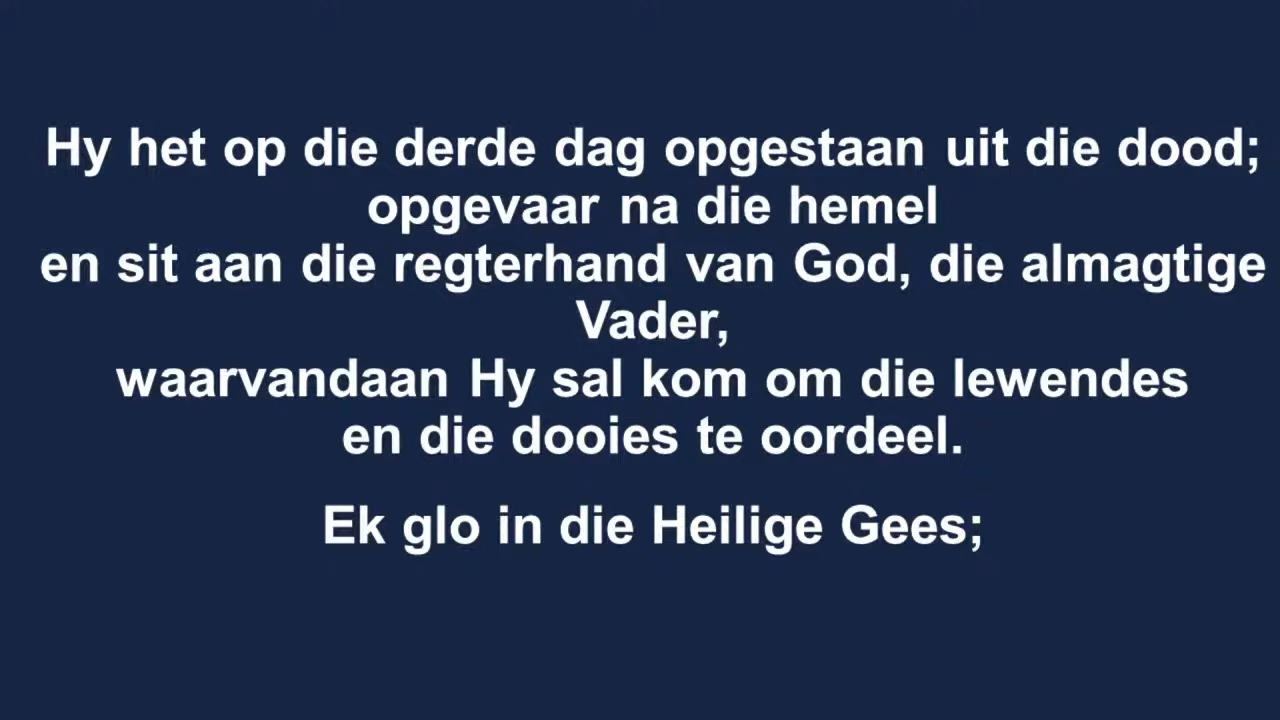 Hy het op die derde dag opgestaan uit die dood;
opgevaar na die hemel
en sit aan die regterhand van God, die almagtige
Vader,
waarvandaan Hy sal kom om die lewendes
en die dooies te oordeel.
Ek glo in die Heilige Gees;